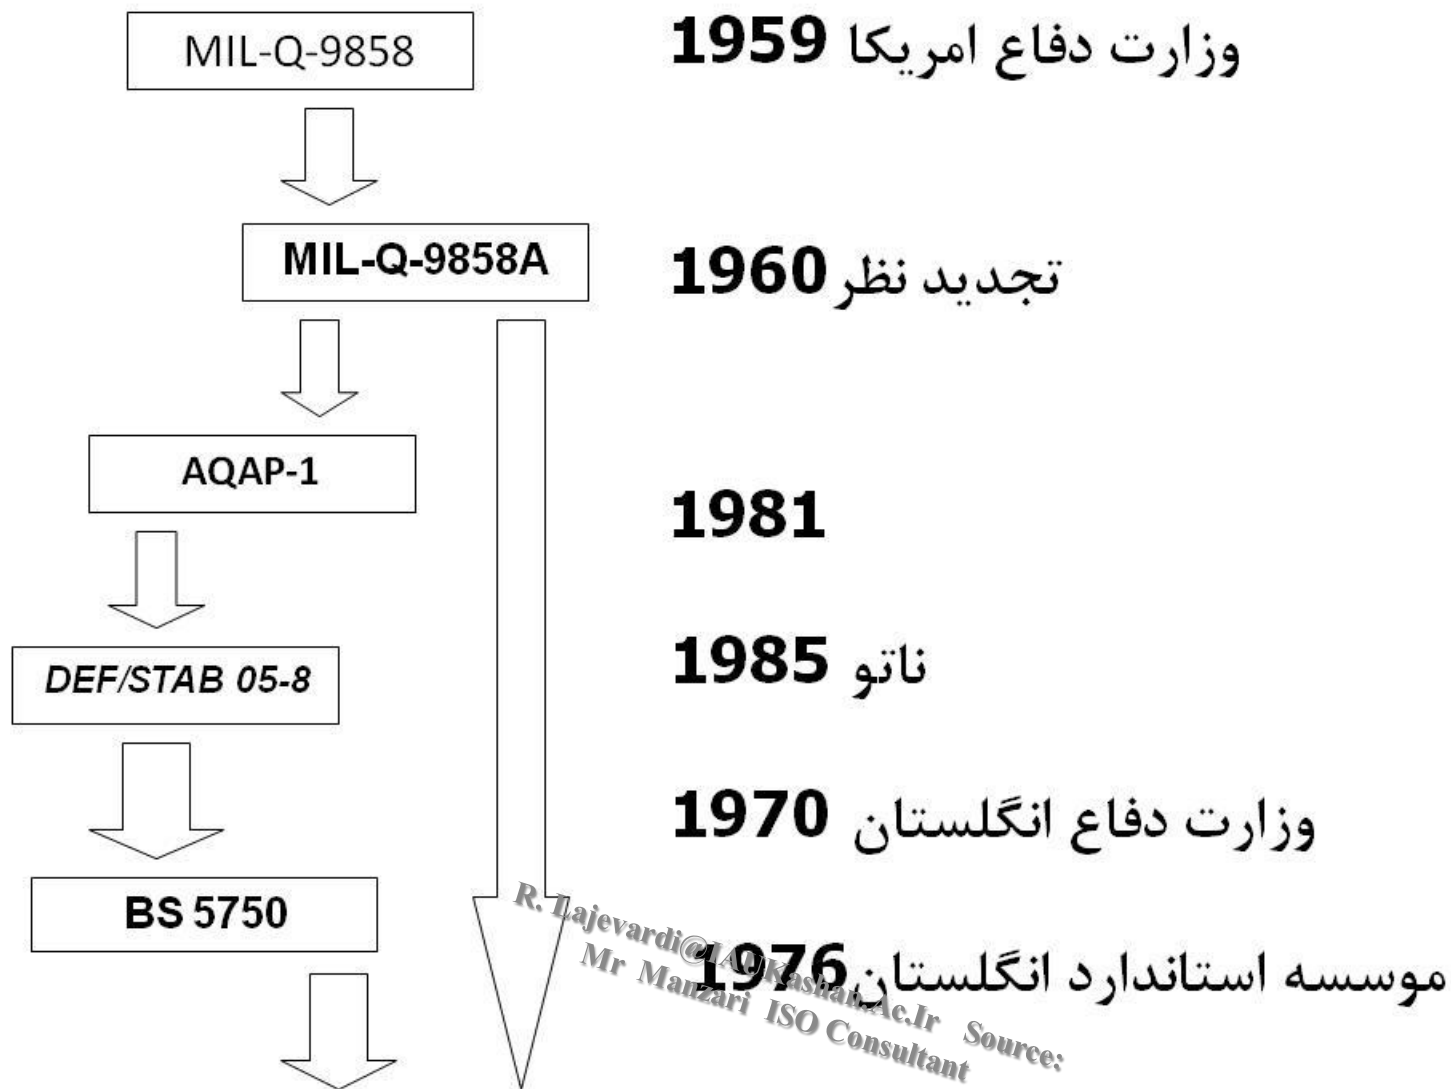 MIL-Q-9858
وزارت دفاع امریکا 1959
MIL-Q-9858A
تجدید نظر 1960
AQAP-1
1981
DEF/STAB 05-8
ناتو 1985
وزارت دفاع انگلستان 1970
BS 5750
موسسه استاندارد انگلستان 1976
R. Lajevardi@IAUKashan.Ac.Ir Source:
Mr Manzari ISO Consultant